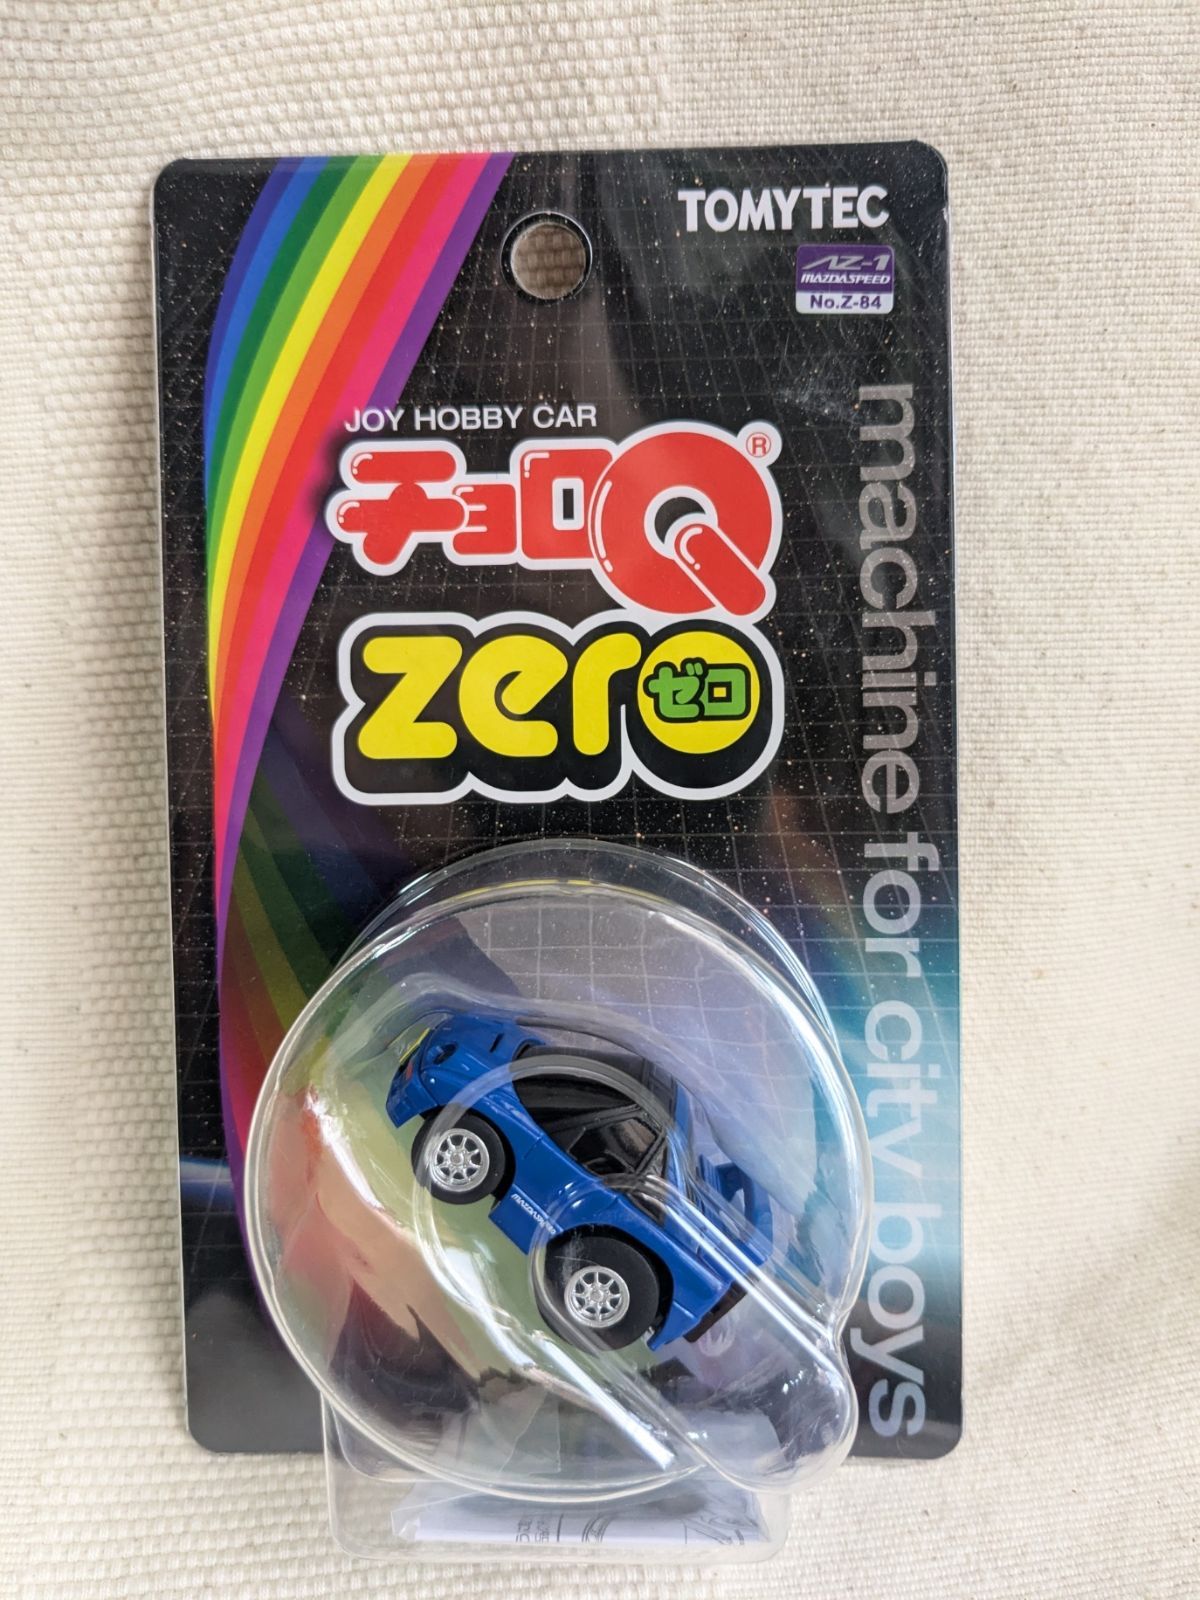 TOMYTEC
AZ-1
MAZDASPEED
No.Z-84
JOY HOBBY CAR
チョロQ®
zero
ゼロ
machine for city boys
MAZDASPEED